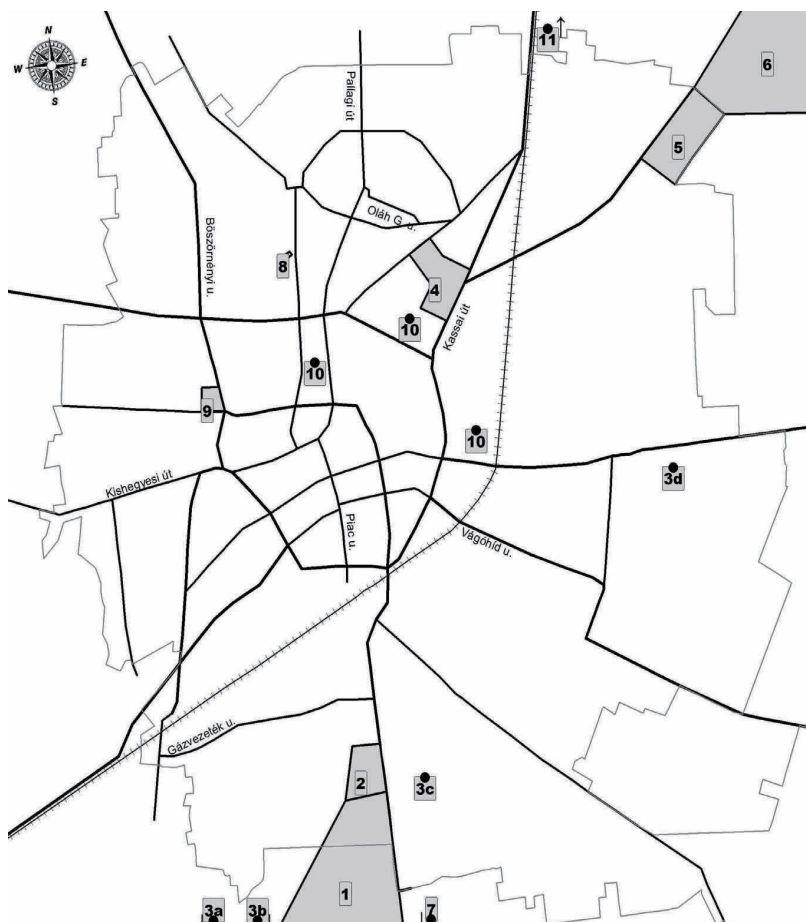 N
W E
S
11
6
Pallagi út
5
Oláh G. u.
Böszörményi u.
8
4
10
Kassai út
10
9
10
Kishegyesi út
3d
Piac u.
Vágóhíd u.
Gázvezeték u.
2
3c
1
3a
3b
7